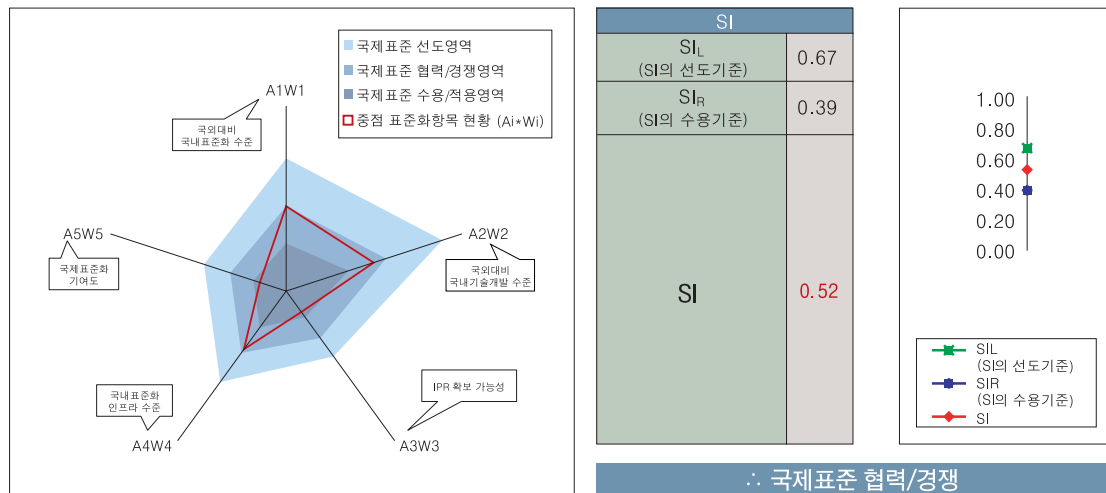 국제표준 선도영역
국제표준 협력/경쟁영역
국제표준 수용/적용영역
중점 표준화항목 현황 (Ai*Wi)
A1W1
국외대비
국내표준화 수준
A2W2
국외대비
국내기술개발 수준
A5W5
국제표준화
기여도
국내표준화
인프라 수준
A4W4
IPR 확보 가능성
A3W3
SI
SIL
(SI의 선도기준)
0.67
SIR
(SI의 수용기준)
0.39
SI
0.52
1.00
0.80
0.60
0.40
0.20
0.00
SIL
(SI의 선도기준)
SIR
(SI의 수용기준)
SI
∴ 국제표준 협력/경쟁